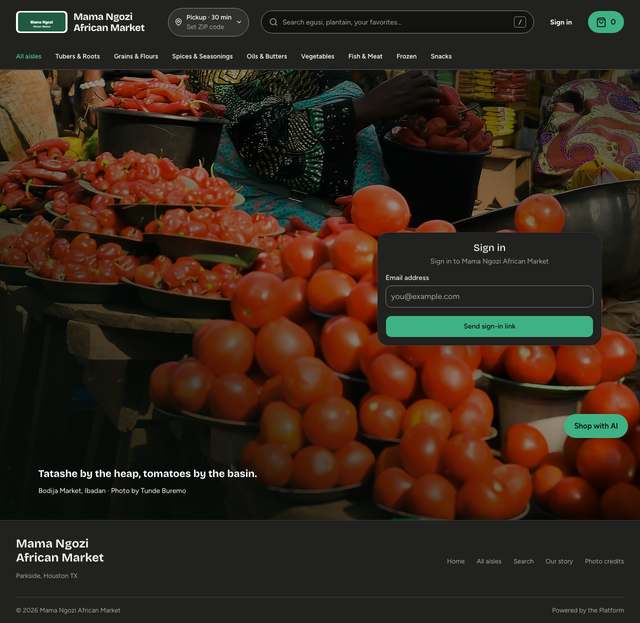 Mama Ngozi
African Market
Mama Ngozi
African Market
Pickup · 30 min
Set ZIP code
Search egusi, plantain, your favorites...
/
Sign in
0
All aisles
Tubers & Roots
Grains & Flours
Spices & Seasonings
Oils & Butters
Vegetables
Fish & Meat
Frozen
Snacks
Sign in
Sign in to Mama Ngozi African Market
Email address
you@example.com
Send sign-in link
Shop with AI
Tatashe by the heap, tomatoes by the basin.
Bodija Market, Ibadan · Photo by Tunde Buremo
Mama Ngozi
African Market
Parkside, Houston TX
Home
All aisles
Search
Our story
Photo credits
© 2026 Mama Ngozi African Market
Powered by the Platform